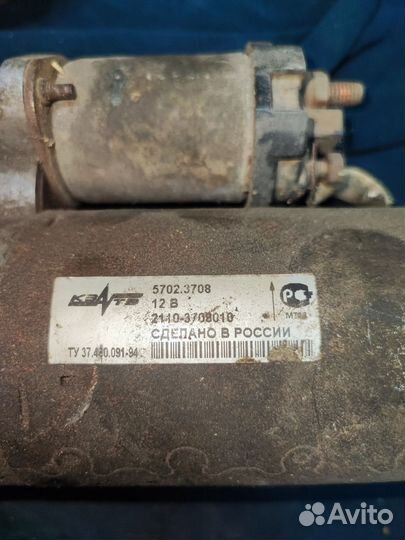 КЗАТЭ
5702.3708
12 В
2110-3708010
СДЕЛАНО В РОССИИ
ТУ 37.460.091-94
Avito